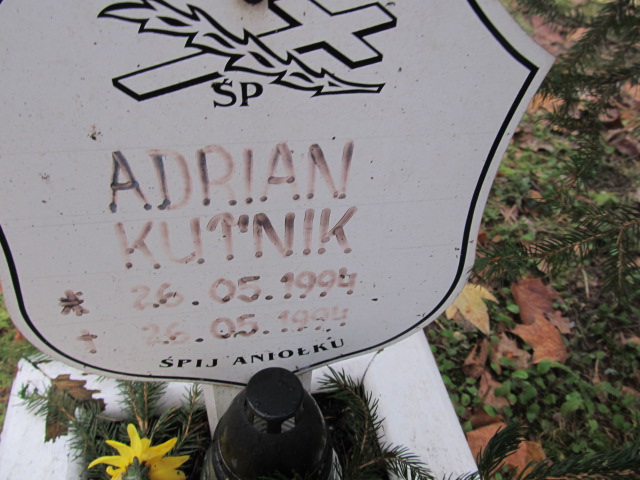 ŚP
ADRIAN
KUTNIK
* 26.05.1994
+ 26.05.1994
ŚPIJ ANIOŁKU